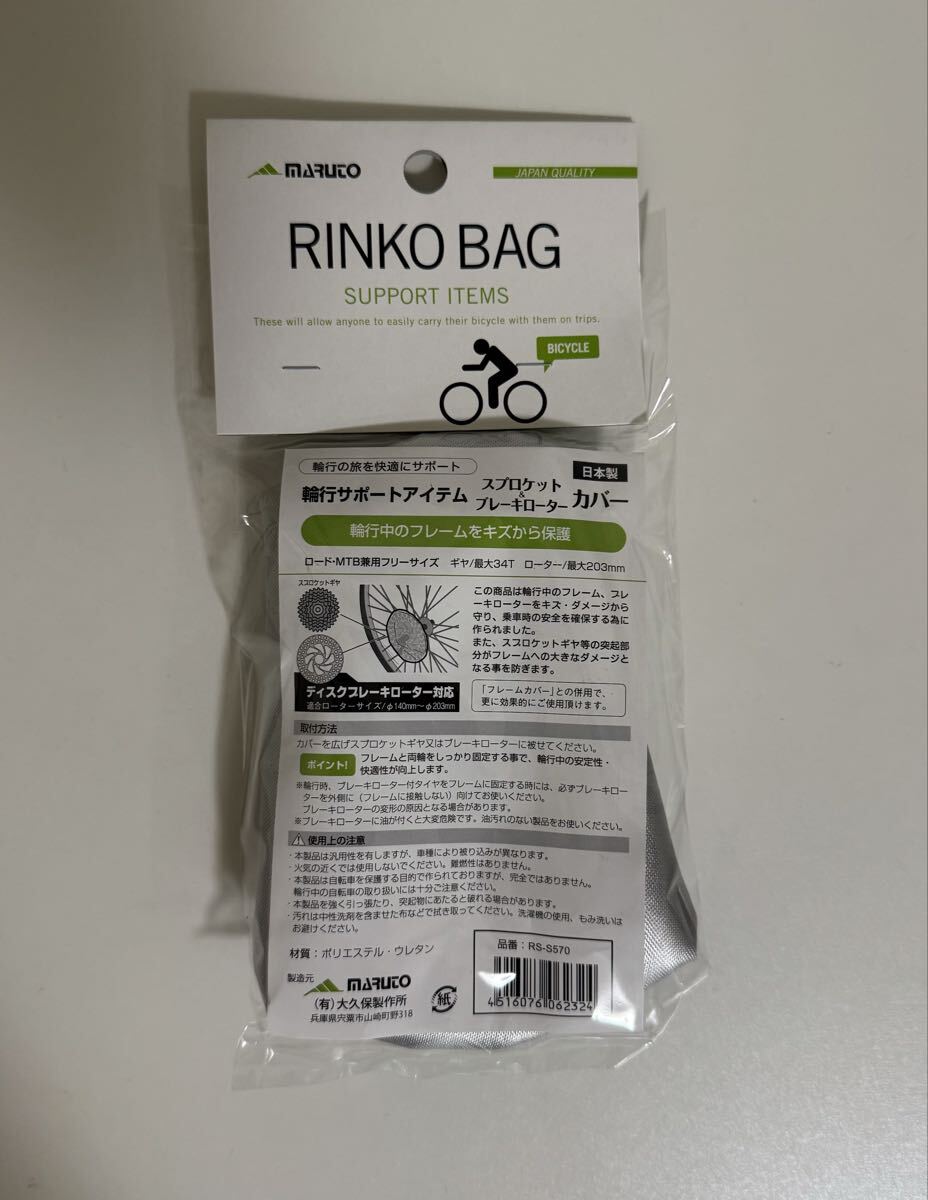 MARUTO
JAPAN QUALITY
RINKO BAG
SUPPORT ITEMS
These will allow anyone to easily carry their bicycle with them on trips.
BICYCLE
輪行の旅を快適にサポート
日本製
輪行サポートアイテム スプロケット&ブレーキローター カバー
輪行中のフレームをキズから保護
ロード・MTB兼用フリーサイズ ギヤ/最大34T ローター/最大203mm
スプロケットギヤ
この商品は輪行中のフレーム、ブレ
ーキローターをキズ・ダメージから
守り、乗車時の安全を確保する為に
作られました。
また、スプロケットギヤ等の突起部
分がフレームへの大きなダメージと
なる事を防ぎます。
ディスクブレーキローター対応
適合ローターサイズ/φ140mm〜φ203mm
「フレームカバー」との併用で、
更に効果的にご使用頂けます。
取付方法
カバーを広げスプロケットギヤ又はブレーキローターに被せてください。
ポイント!
フレームと両輪をしっかり固定する事で、輪行中の安定性・
快適性が向上します。
※輪行時、ブレーキローター付タイヤをフレームに固定する時には、必ずブレーキロー
ターを外側に(フレームに接触しない)向けてお使いください。
ブレーキローターの変形の原因となる場合があります。
※ブレーキローターに油が付くと大変危険です。油汚れのない製品をお使いください。
使用上の注意
・本製品は汎用性を有しますが、車種により被り込みが異なります。
・火気の近くでは使用しないでください。難燃性はありません。
・本製品は自転車を保護する目的で作られておりますが、完全ではありません。
輪行中の自転車の取り扱いには十分ご注意ください。
・本製品を強く引っ張たり、突起物にあたると破れる場合があります。
・汚れは中性洗剤を含ませた布などで拭き取ってください。洗濯機の使用、もみ洗いは
お避けください。
材質：ポリエステル・ウレタン
品番：RS-S570
製造元
MARUTO
(有)大久保製作所
兵庫県宍粟市山崎町野318
紙
4516076062324